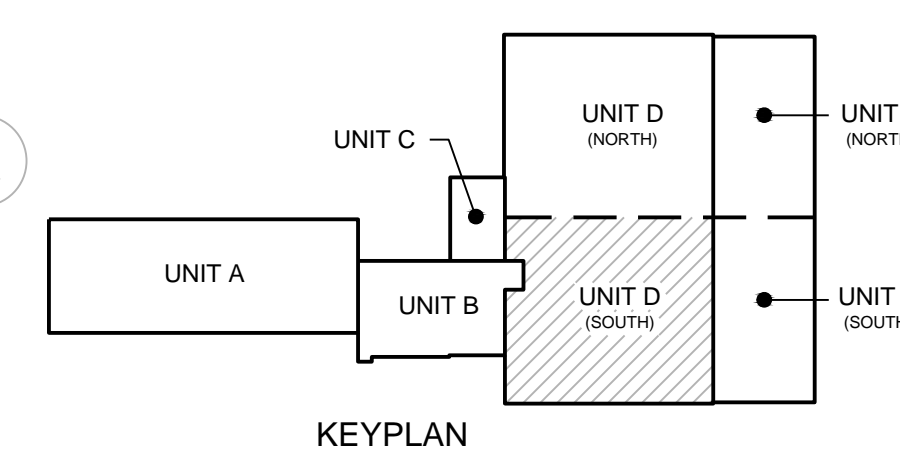 UNIT D
(NORTH)
UNIT
UNIT C
UNIT A
UNIT B
UNIT D
(SOUTH)
UNIT
KEYPLAN